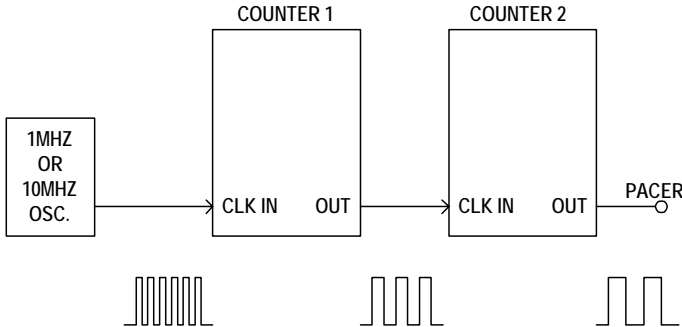 COUNTER 1
COUNTER 2
1MHZ
OR
10MHZ
OSC.
CLK IN OUT
CLK IN OUT
PACER